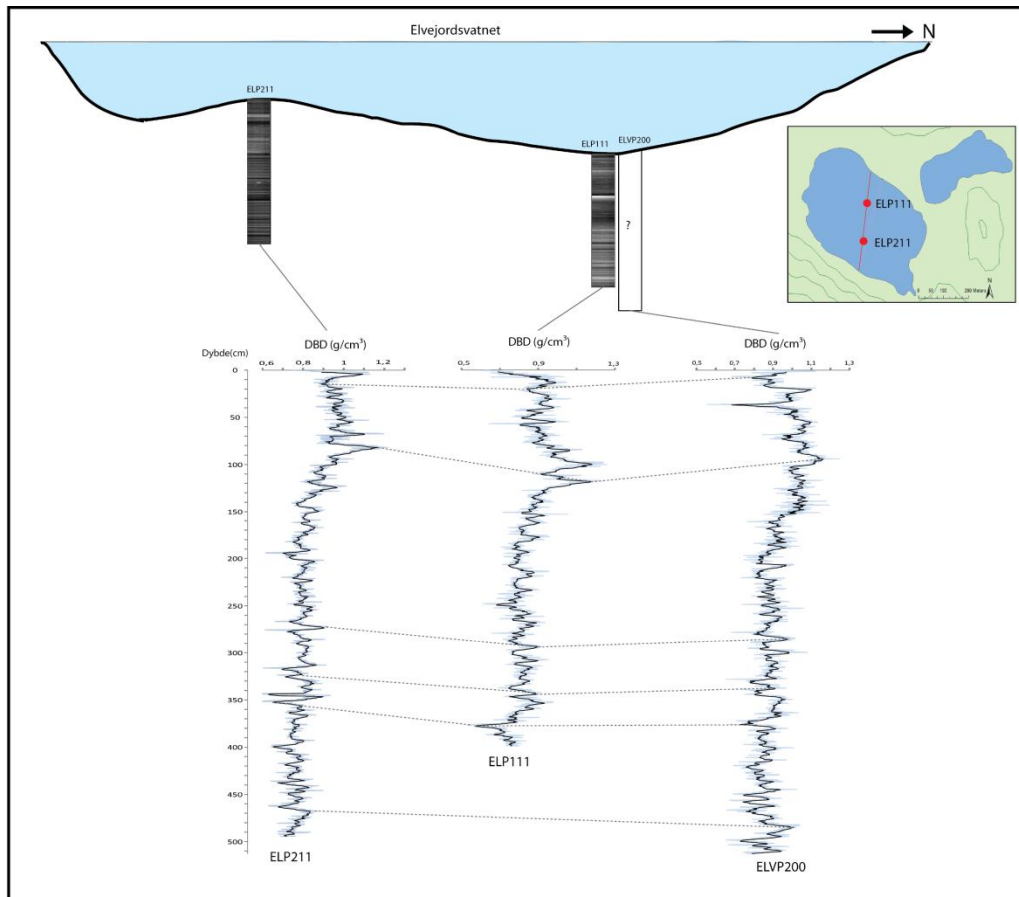 Elvejordsvatnet
N
ELP211
ELP111
ELVP200
?
ELP111
ELP211
N
Dybde(cm)
DBD (g/cm³)
DBD (g/cm³)
DBD (g/cm³)
0,6 0,8 1 1,2
0,5 0,9 1,3
0,5 0,7 0,9 1,1 1,3
0
50
100
150
200
250
300
350
400
450
500
ELP211
ELP111
ELVP200